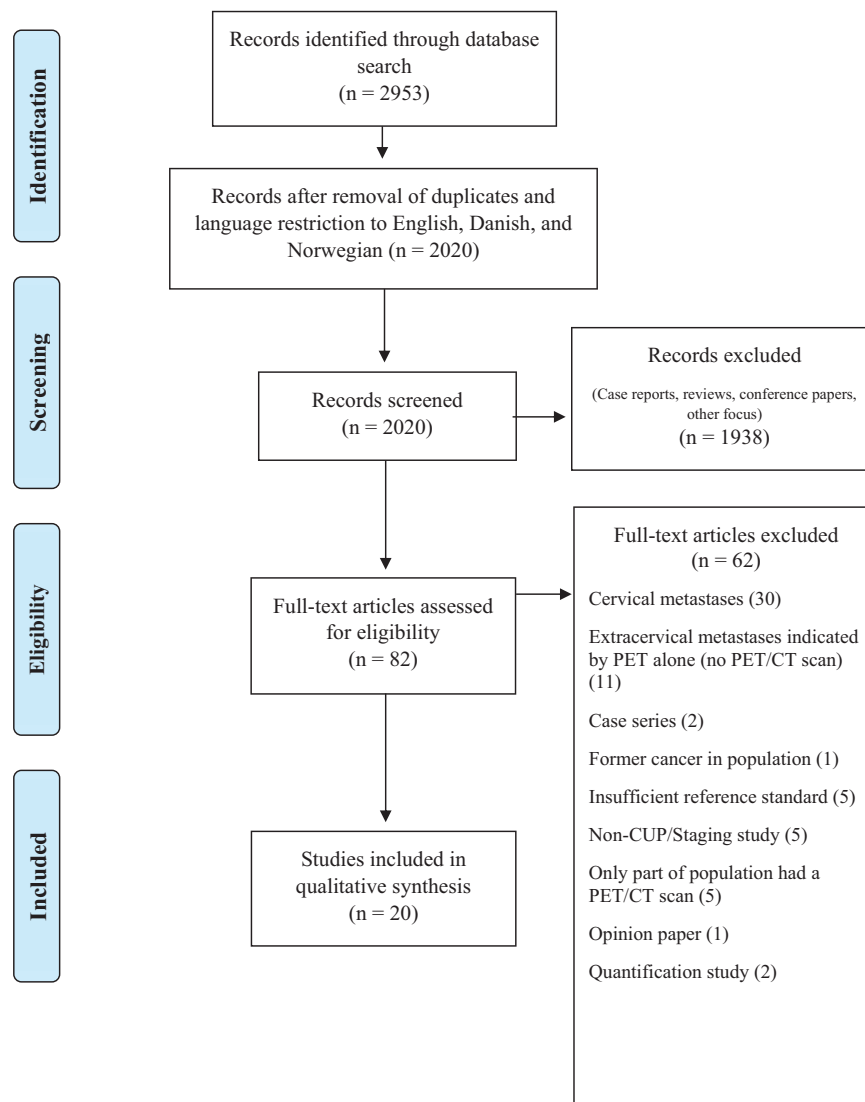 Identification
Records identified through database
search
(n = 2953)
Records after removal of duplicates and
language restriction to English, Danish, and
Norwegian (n = 2020)
Screening
Records screened
(n = 2020)
Records excluded
(Case reports, reviews, conference papers,
other focus)
n = 1938)
Eligibility
Full-text articles assessed
for eligibility
(n = 82)
Full-text articles excluded
(n = 62)
Cervical metastases (30)
Extracervical metastases indicated
by PET alone (no PET/CT scan)
(11)
Case series (2)
Former cancer in population (1)
Insufficient reference standard (5)
Non-CUP/Staging study (5)
Only part of population had a
PET/CT scan (5)
Opinion paper (1)
Quantification study (2)
Included
Studies included in
qualitative synthesis
(n = 20)